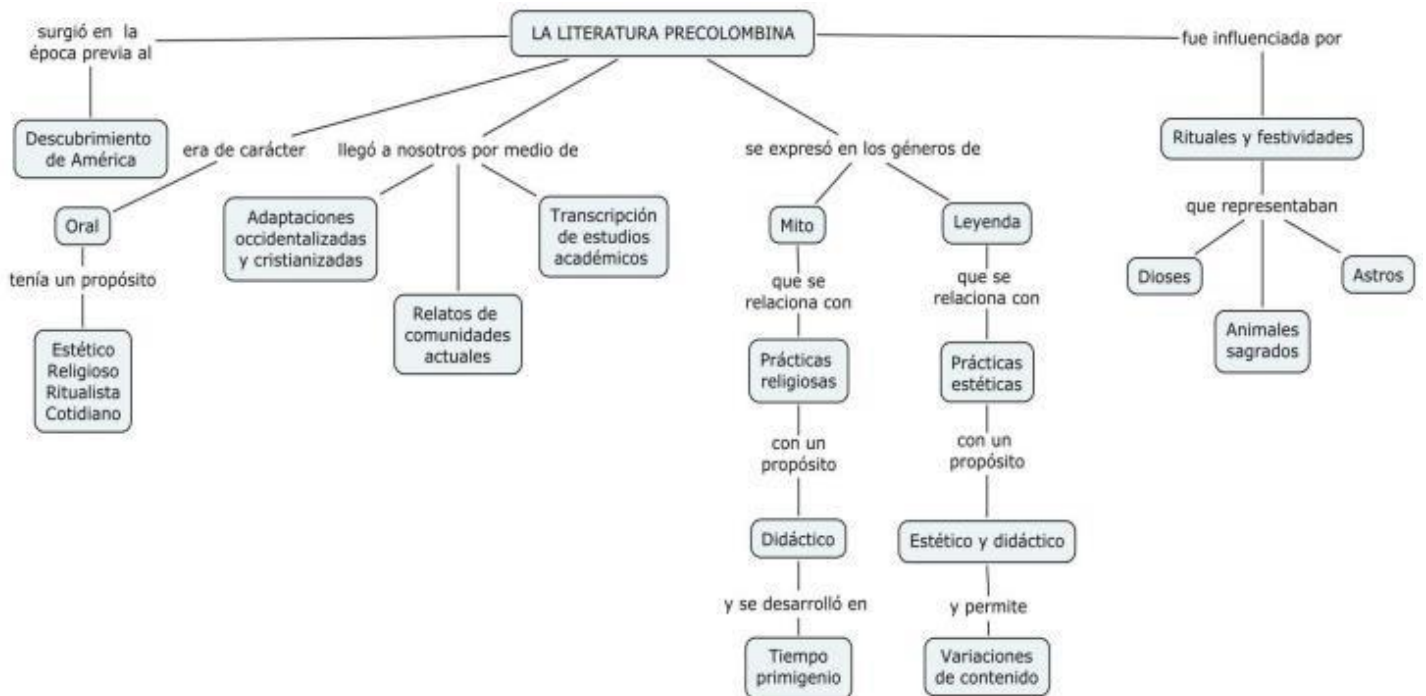 LA LITERATURA PRECOLOMBINA
surgió en la
época previa al
Descubrimiento
de América
era de carácter
Oral
tenía un propósito
Estético
Religioso
Ritualista
Cotidiano
llegó a nosotros por medio de
Adaptaciones
occidentalizadas
y cristianizadas
Relatos de
comunidades
actuales
Transcripción
de estudios
académicos
se expresó en los géneros de
Mito
que se
relaciona con
Prácticas
religiosas
con un
propósito
Didáctico
y se desarrolló en
Tiempo
primigenio
Leyenda
que se
relaciona con
Prácticas
estéticas
con un
propósito
Estético y didáctico
y permite
Variaciones
de contenido
fue influenciada por
Rituales y festividades
que representaban
Dioses
Animales
sagrados
Astros